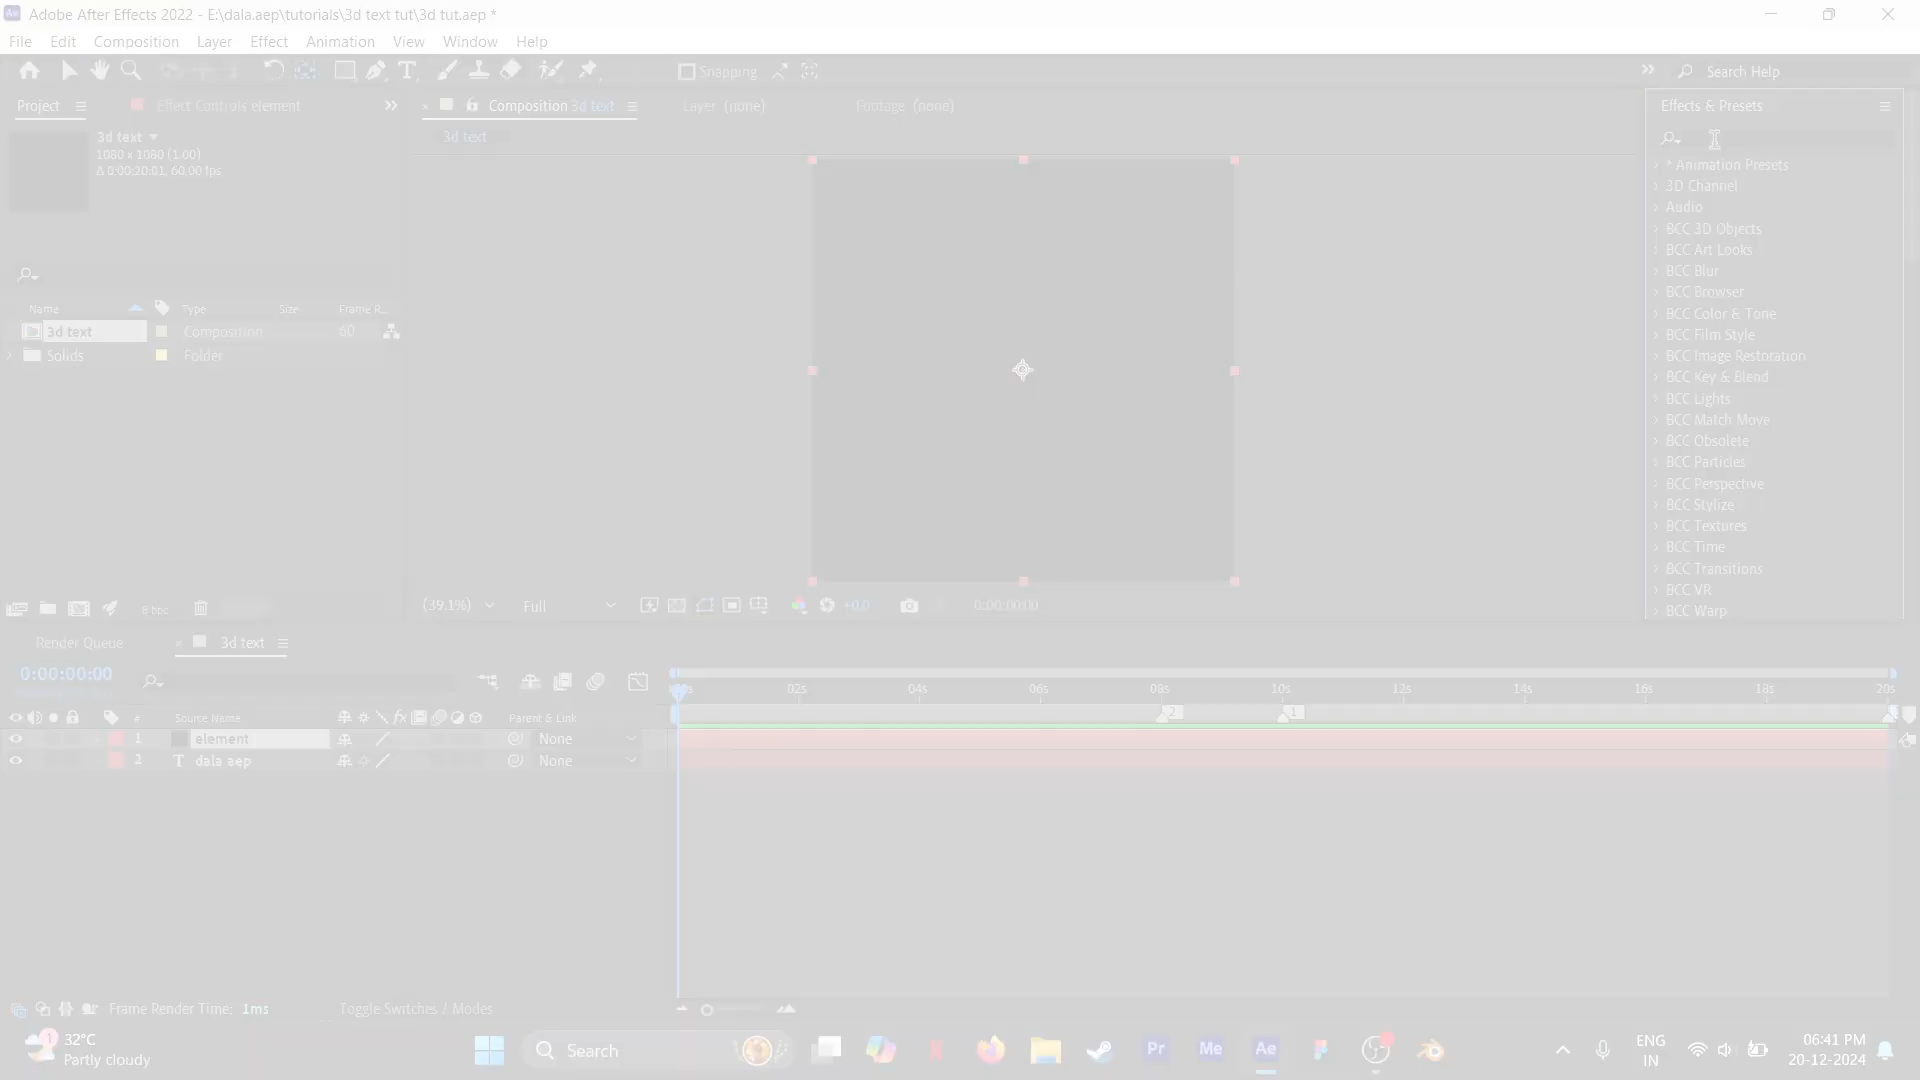 Adobe After Effects 2022 - E:\dala.aep\tutorials\3d text tut\3d tut.aep *
File Edit Composition Layer Effect Animation View Window Help
Snapping
Search Help
Project
Effect Controls element
Composition 3d text
Layer (none)
Footage (none)
Effects & Presets
3d text
3d text
1080 x 1080 (1.00)
Δ 0:00:20:01, 60.00 fps
* Animation Presets
3D Channel
Audio
BCC 3D Objects
BCC Art Looks
BCC Blur
BCC Browser
BCC Color & Tone
BCC Film Style
BCC Image Restoration
BCC Key & Blend
BCC Lights
BCC Match Move
BCC Obsolete
BCC Particles
BCC Perspective
BCC Stylize
BCC Textures
BCC Time
BCC Transitions
BCC VR
BCC Warp
Name Type Size Frame R...
3d text Composition 60
Solids Folder
8 bpc
(39.1%) Full +0.0 0:00:00:00
Render Queue 3d text
0:00:00:00
02s 04s 06s 08s 10s 12s 14s 16s 18s 20s
2 1
# Source Name fx Parent & Link
1 element None
2 T dala aep None
Frame Render Time: 1ms
Toggle Switches / Modes
1
32°C
Partly cloudy
Search
Pr Me Ae
ENG
IN
06:41 PM
20-12-2024